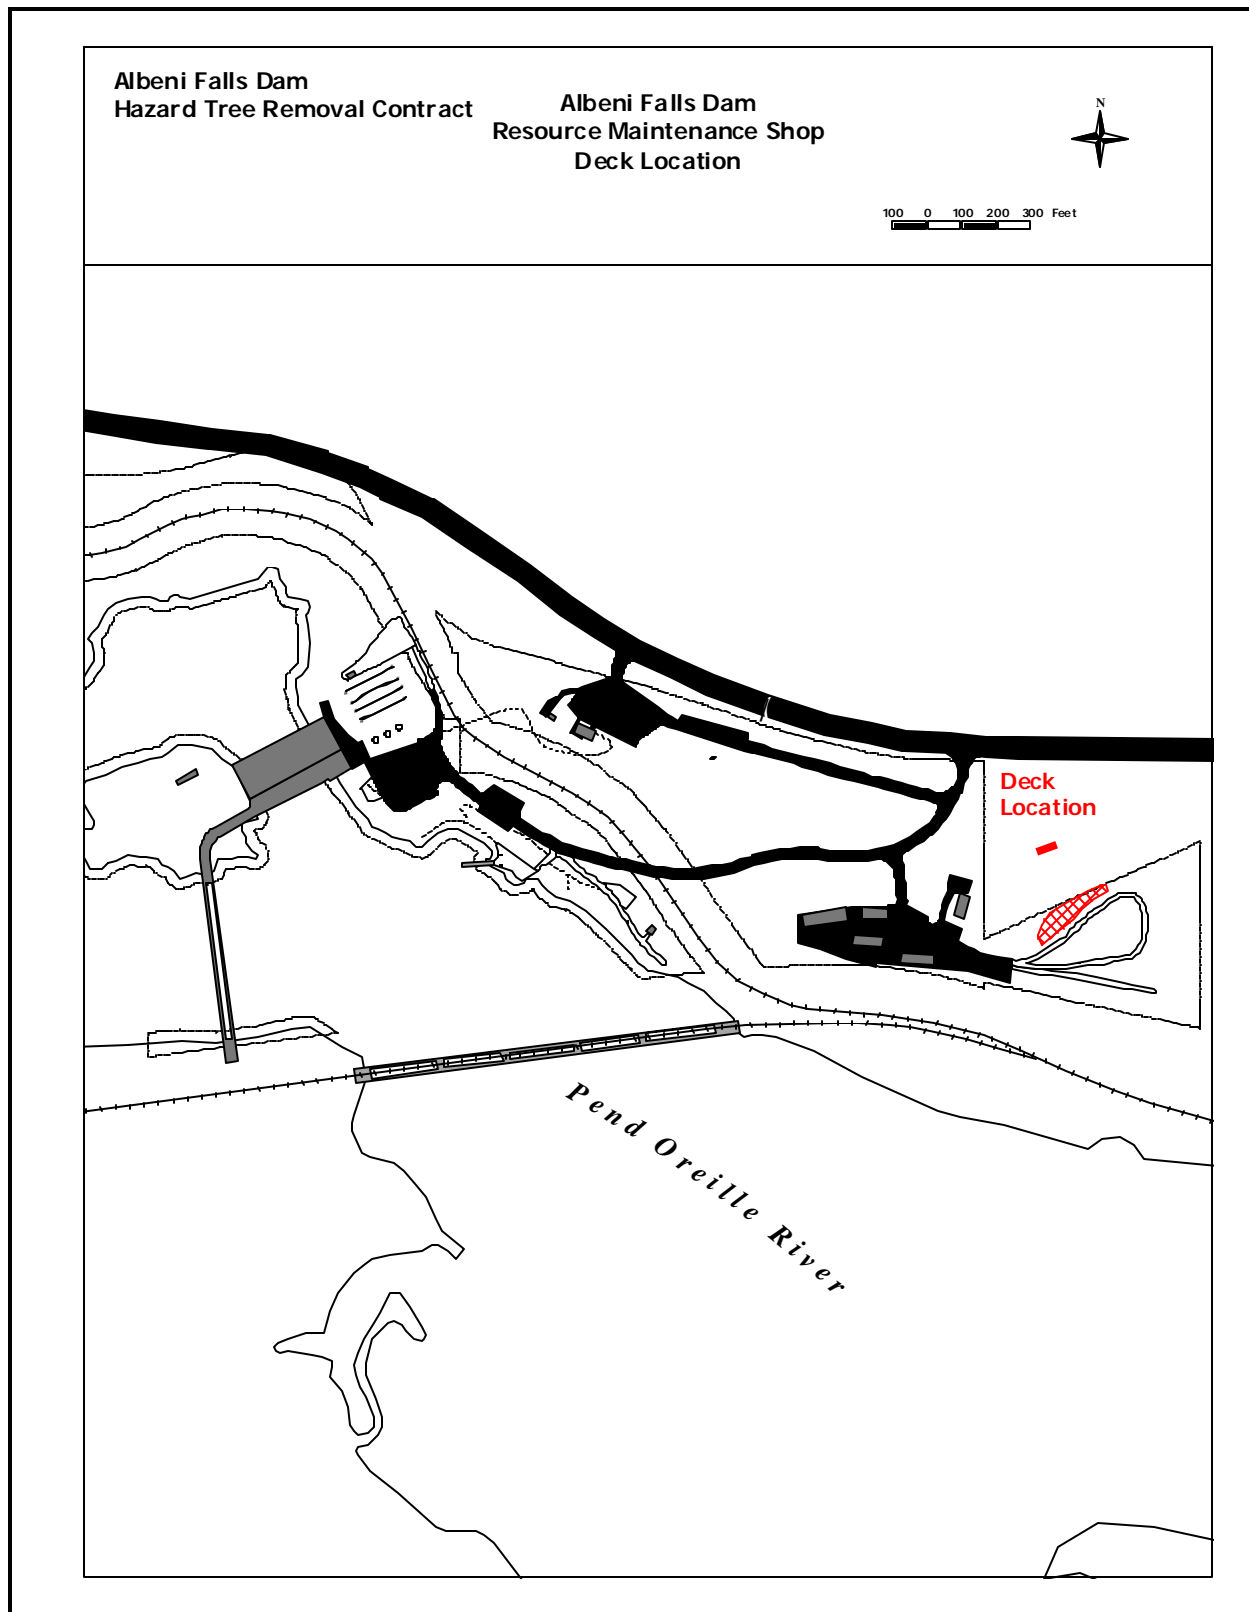 Albeni Falls Dam
Hazard Tree Removal Contract
Albeni Falls Dam
Resource Maintenance Shop
Deck Location
N
100 0 100 200 300 Feet
Deck
Location
Pend Oreille River